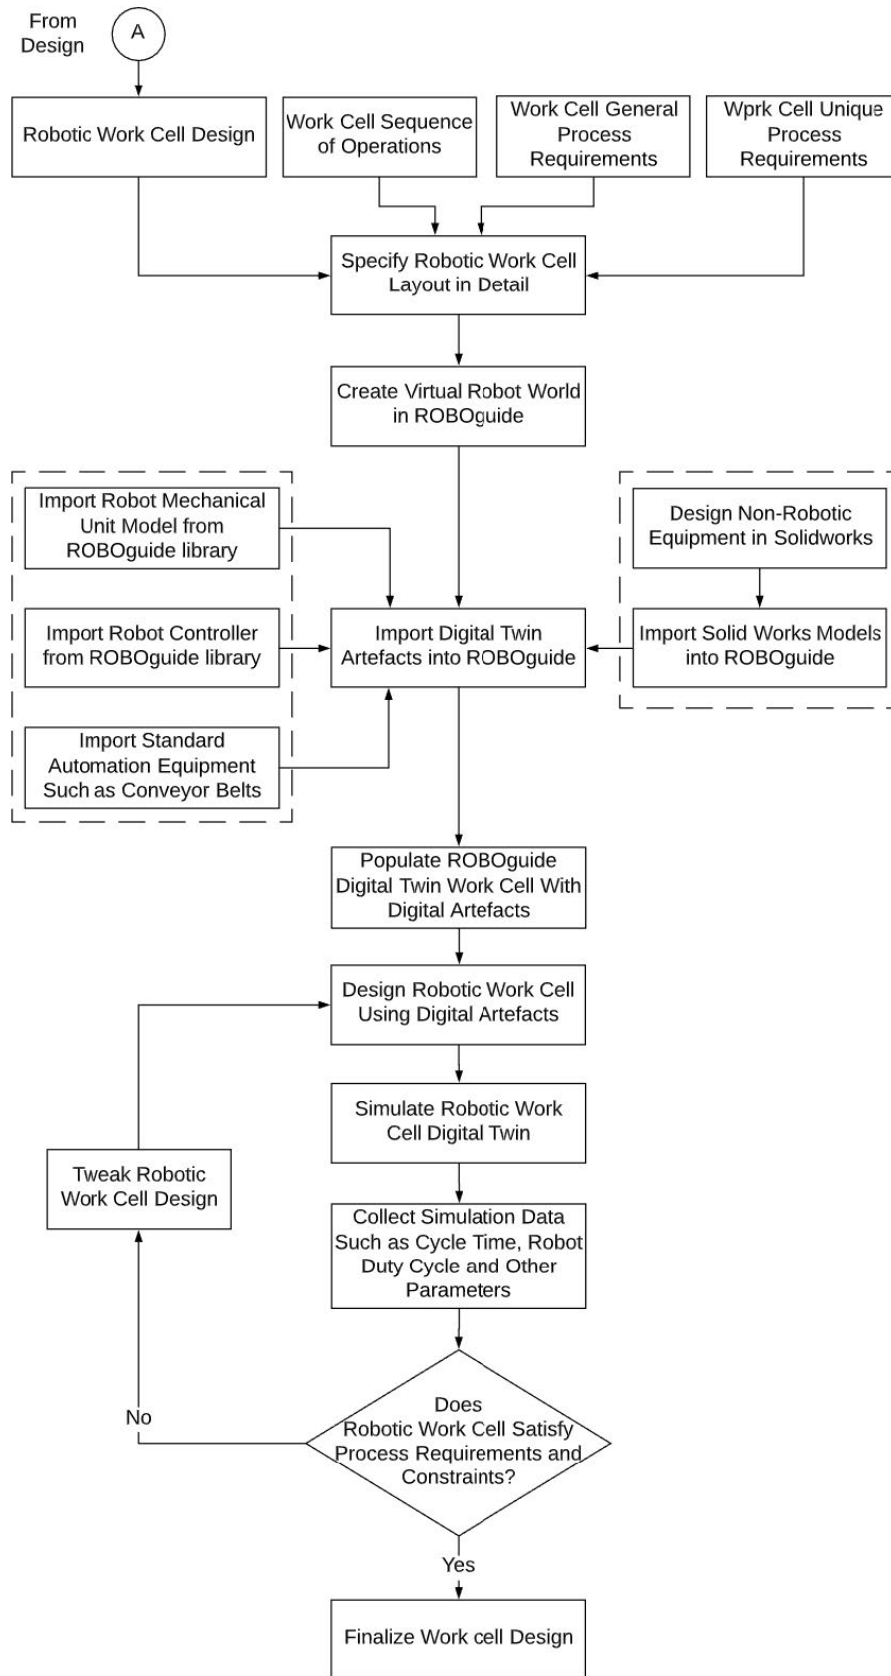 From
Design
A
Robotic Work Cell Design
Work Cell Sequence
of Operations
Work Cell General
Process
Requirements
Wprk Cell Unique
Process
Requirements
Specify Robotic Work Cell
Layout in Detail
Create Virtual Robot World
in ROBOguide
Import Robot Mechanical
Unit Model from
ROBOguide library
Design Non-Robotic
Equipment in Solidworks
Import Robot Controller
from ROBOguide library
Import Digital Twin
Artefacts into ROBOguide
Import Solid Works Models
into ROBOguide
Import Standard
Automation Equipment
Such as Conveyor Belts
Populate ROBOguide
Digital Twin Work Cell With
Digital Artefacts
Design Robotic Work Cell
Using Digital Artefacts
Simulate Robotic Work
Cell Digital Twin
Tweak Robotic
Work Cell Design
Collect Simulation Data
Such as Cycle Time, Robot
Duty Cycle and Other
Parameters
Does
Robotic Work Cell Satisfy
Process Requirements and
Constraints?
No
Yes
Finalize Work cell Design